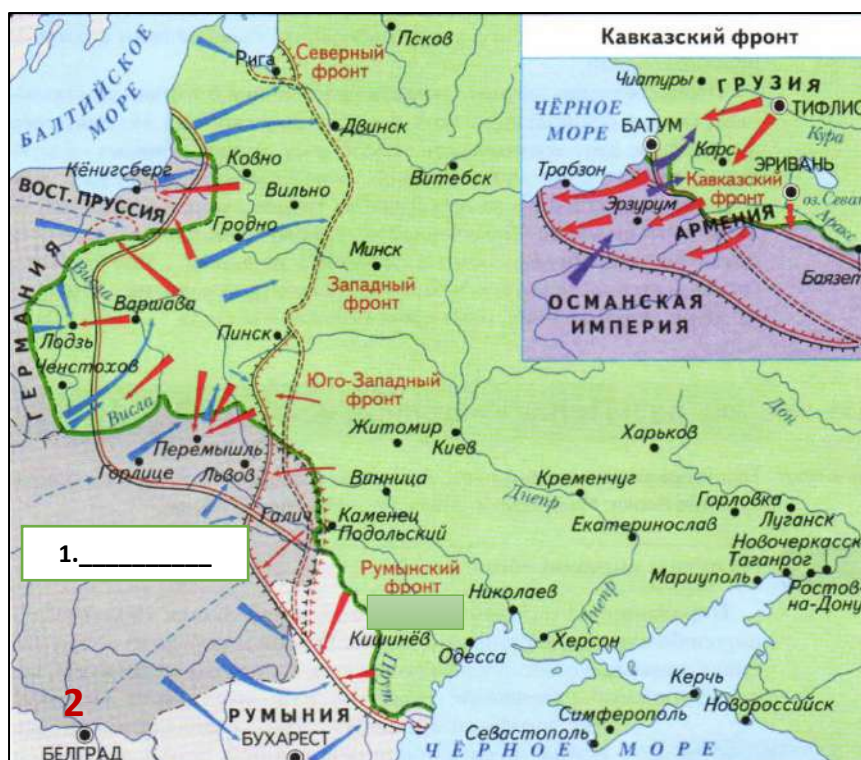 Псков
Северный
фронт
Рига
БАЛТИЙСКОЕ
МОРЕ
Двинск
Кёнигсберг
Ковно
Витебск
ВОСТ. ПРУССИЯ
Вильно
Гродно
Минск
Западный
фронт
ГЕРМАНИЯ
Висла
Варшава
Пинск
Лодзь
Ченстохов
Висла
Юго-Западный
фронт
Житомир
Киев
Харьков
Дон
Перемышль
Горлице
Львов
Винница
Кременчуг
Днепр
Горловка
Луганск
Галич
Каменец
Подольский
Екатеринослав
Новочеркасск
Таганрог
1.__________
Румынский
фронт
Мариуполь
Ростов-
на-Дону
Николаев
Днепр
Кишинёв
Одесса
Херсон
Прут
2
Керчь
РУМЫНИЯ
Симферополь
Новороссийск
БЕЛГРАД
БУХАРЕСТ
Севастополь
ЧЁРНОЕ МОРЕ
Кавказский фронт
Чиатуры
ГРУЗИЯ
ЧЁРНОЕ
МОРЕ
БАТУМ
ТИФЛИС
Кура
Карс
ЭРИВАНЬ
Трабзон
Кавказский
фронт
оз.Севан
Эрзурум
АРМЕНИЯ
Аракс
Баязет
ОСМАНСКАЯ
ИМПЕРИЯ